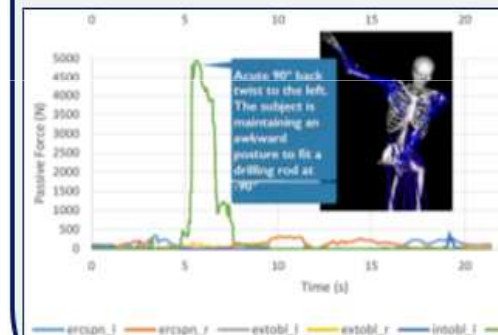 0 5 10 15 20
5000
4500
4000
3500
3000
2500
2000
1500
1000
500
0
Passive Force (N)
Acute 90° back
twist to the left.
The subject is
maintaining an
awkward
posture to fit a
drilling rod at
-90°
0 5 10 15 20
Time (s)
ercspn_l ercspn_r extobl_l extobl_r intobl_l